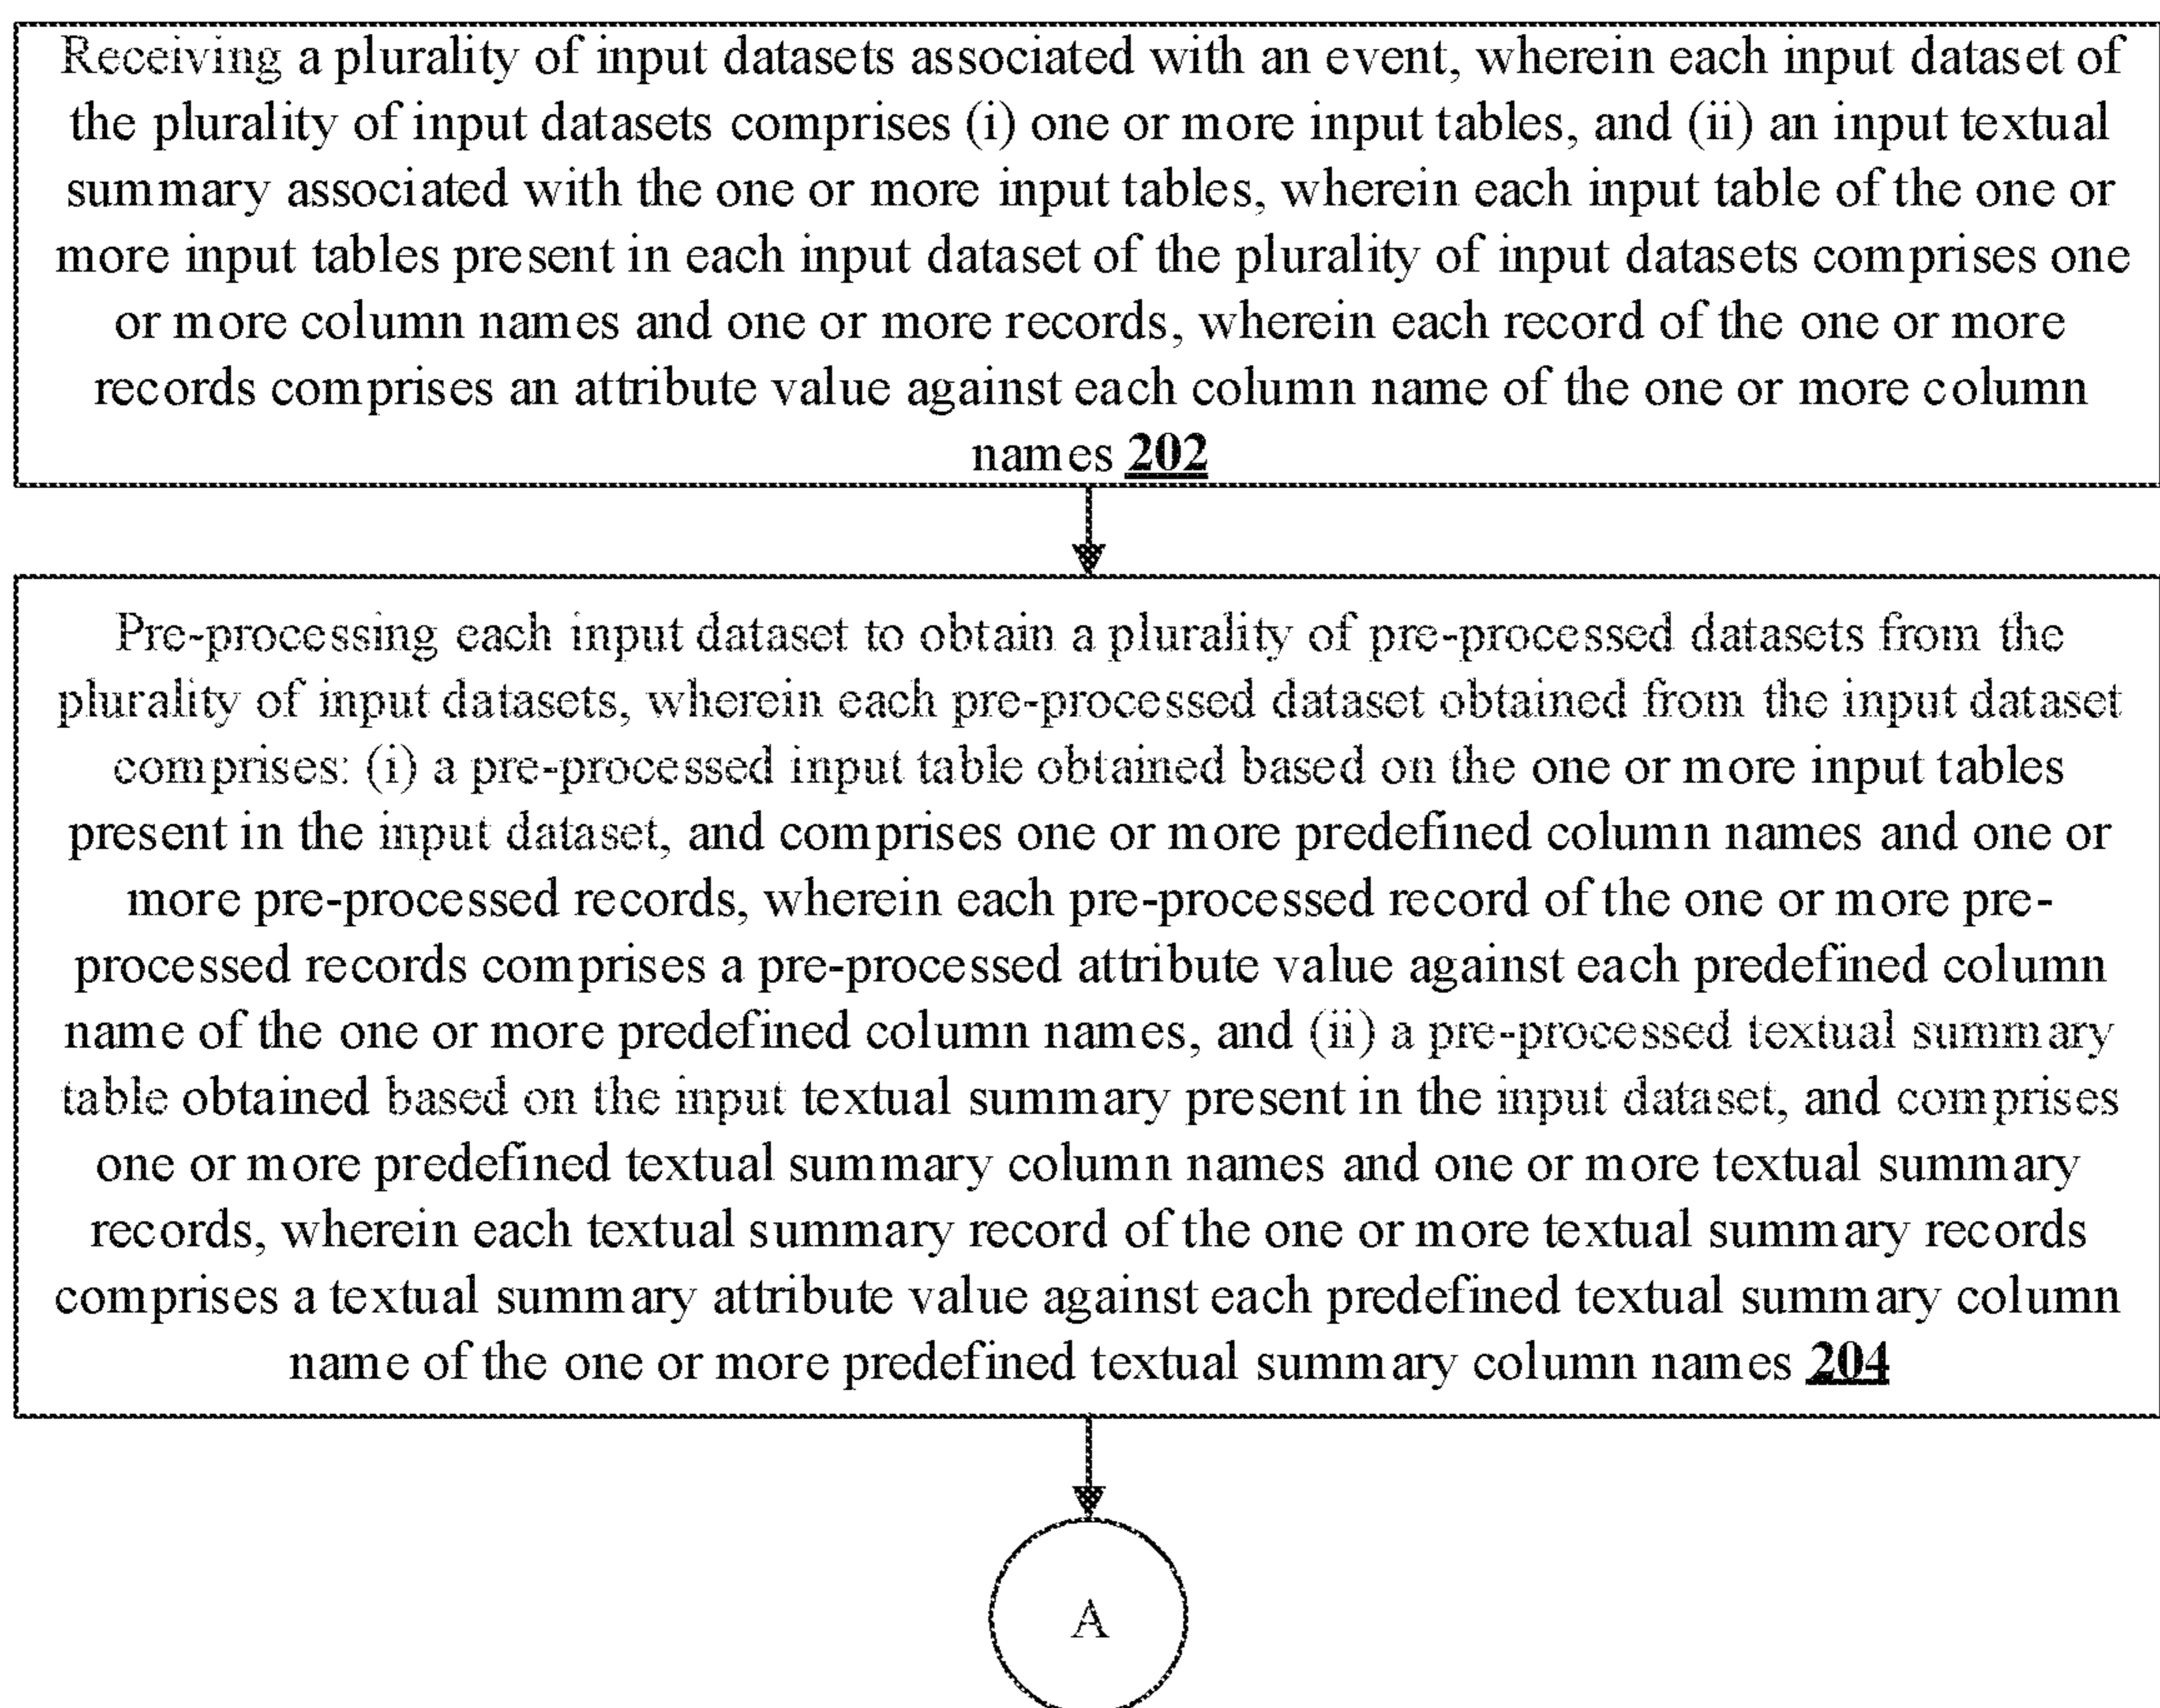 Receiving a plurality of input datasets associated with an event, wherein each input dataset of
the plurality of input datasets comprises (i) one or more input tables, and (ii) an input textual
summary associated with the one or more input tables, wherein each input table of the one or
more input tables present in each input dataset of the plurality of input datasets comprises one
or more column names and one or more records, wherein each record of the one or more
records comprises an attribute value against each column name of the one or more column
names 202
Pre-processing each input dataset to obtain a plurality of pre-processed datasets from the
plurality of input datasets, wherein each pre-processed dataset obtained from the input dataset
comprises: (i) a pre-processed input table obtained based on the one or more input tables
present in the input dataset, and comprises one or more predefined column names and one or
more pre-processed records, wherein each pre-processed record of the one or more pre-
processed records comprises a pre-processed attribute value against each predefined column
name of the one or more predefined column names, and (ii) a pre-processed textual summary
table obtained based on the input textual summary present in the input dataset, and comprises
one or more predefined textual summary column names and one or more textual summary
records, wherein each textual summary record of the one or more textual summary records
comprises a textual summary attribute value against each predefined textual summary column
name of the one or more predefined textual summary column names 204
A